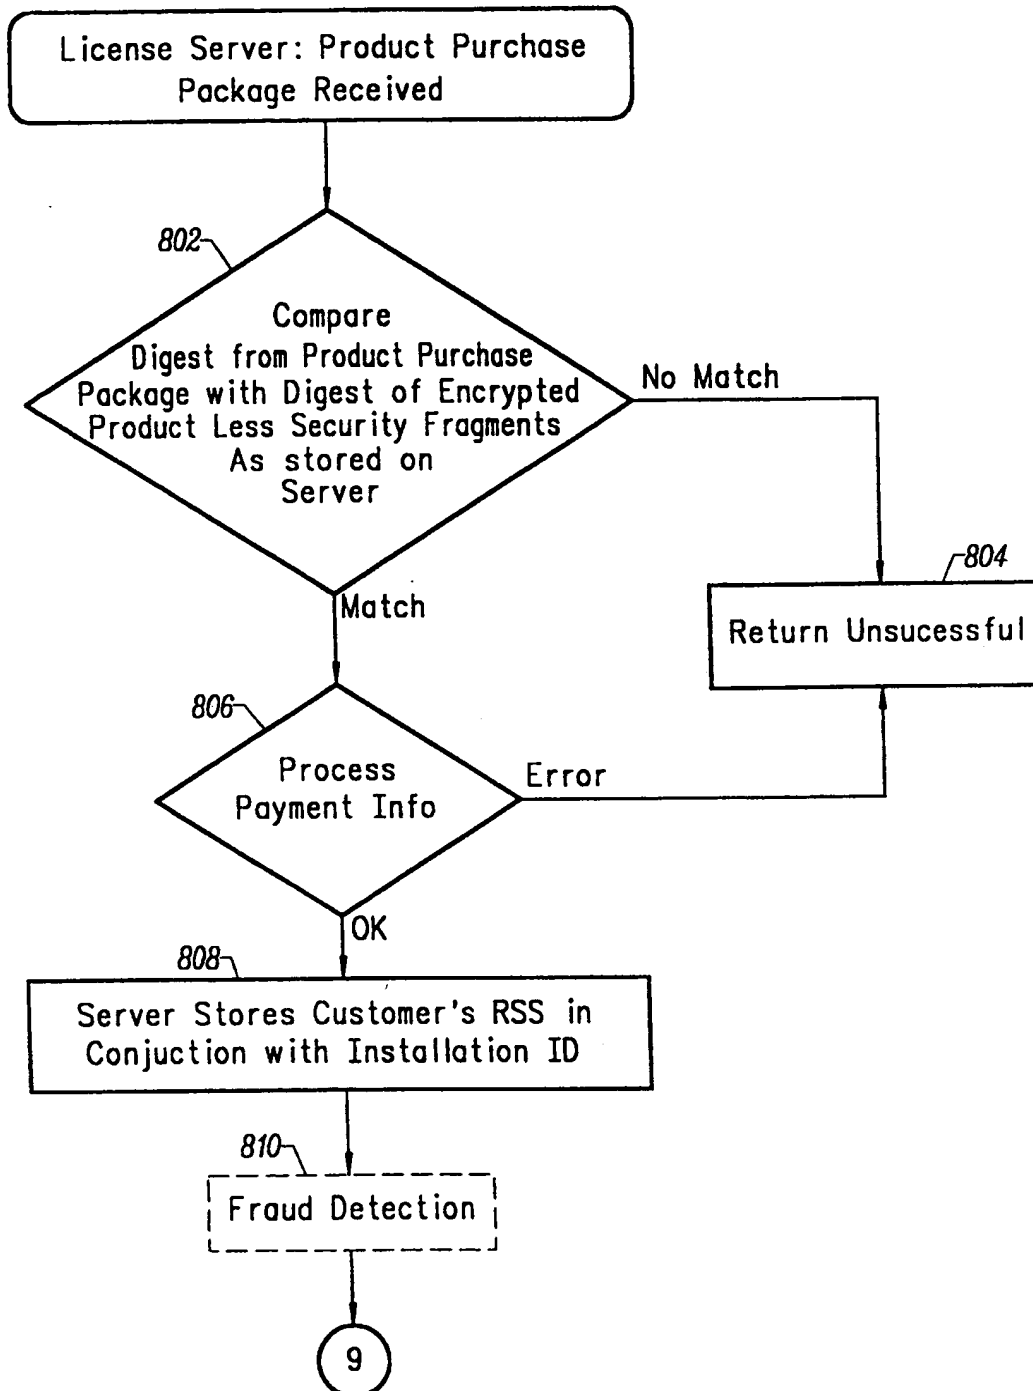 License Server: Product Purchase
Package Received
802
Compare
Digest from Product Purchase
Package with Digest of Encrypted
Product Less Security Fragments
As stored on
Server
No Match
804
Return Unsucessful
Match
806
Process
Payment Info
Error
OK
808
Server Stores Customer's RSS in
Conjuction with Installation ID
810
Fraud Detection
9